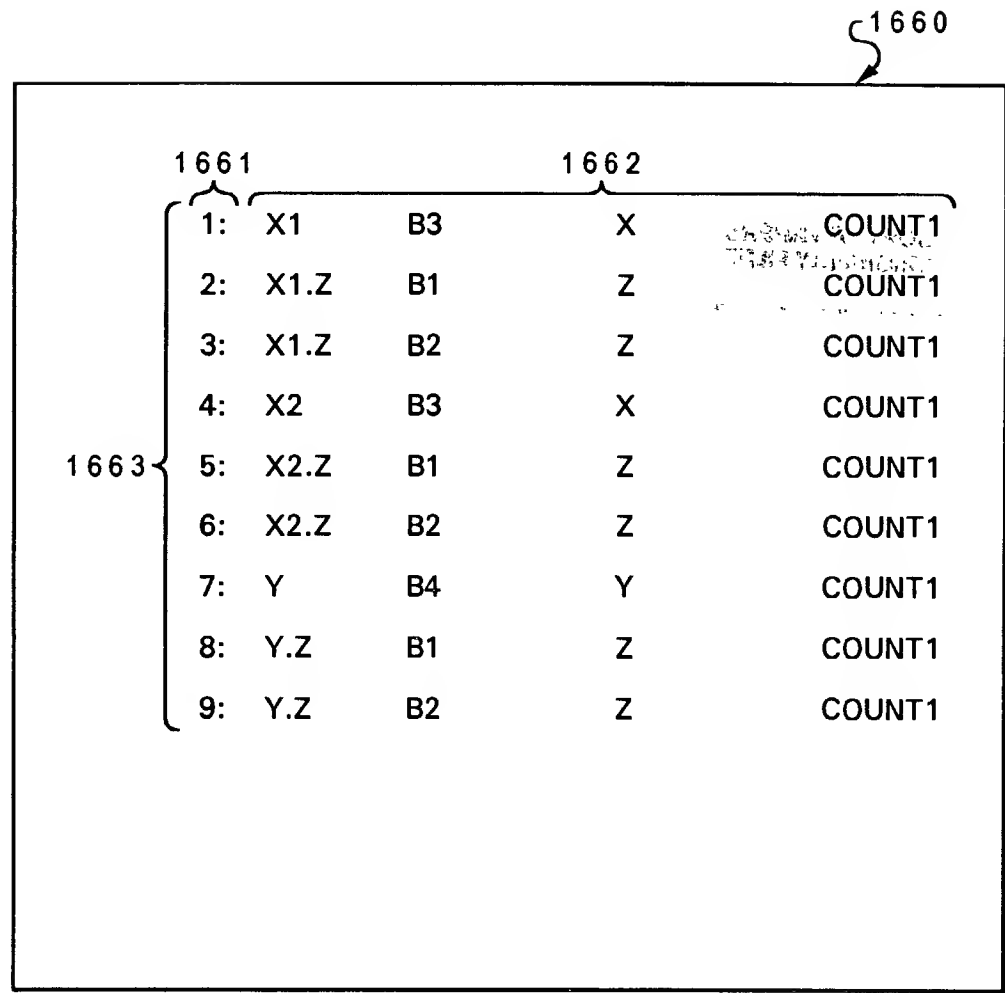 1660
1661 1662
1: X1 B3 X COUNT1
2: X1.Z B1 Z COUNT1
3: X1.Z B2 Z COUNT1
4: X2 B3 X COUNT1
1663 5: X2.Z B1 Z COUNT1
6: X2.Z B2 Z COUNT1
7: Y B4 Y COUNT1
8: Y.Z B1 Z COUNT1
9: Y.Z B2 Z COUNT1